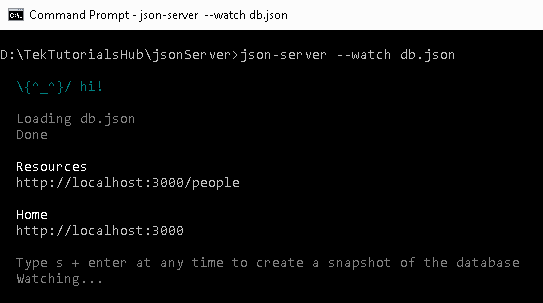 Command Prompt - json-server --watch db.json
D:\TekTutorialsHub\jsonServer>json-server --watch db.json
\{^_^}/ hi!
Loading db.json
Done
Resources
http://localhost:3000/people
Home
http://localhost:3000
Type s + enter at any time to create a snapshot of the database
Watching...